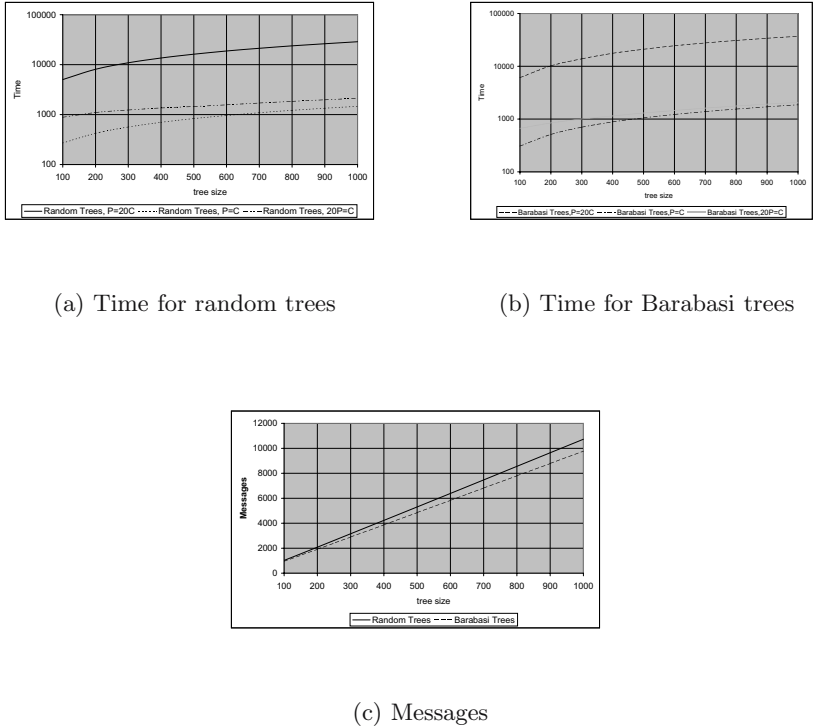 100000
10000
1000
100
Time
100 200 300 400 500 600 700 800 900 1000
tree size
Random Trees, P=20C Random Trees, P=C Random Trees, 20P=C
(a) Time for random trees
100000
10000
1000
100
Time
100 200 300 400 500 600 700 800 900 1000
tree size
Barabasi Trees,P=20C Barabasi Trees,P=C Barabasi Trees,20P=C
(b) Time for Barabasi trees
12000
10000
8000
6000
4000
2000
0
Messages
100 200 300 400 500 600 700 800 900 1000
tree size
Random Trees Barabasi Trees
(c) Messages